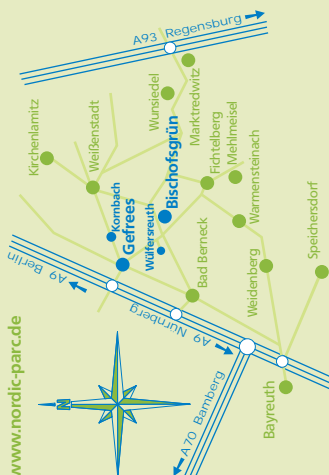 A93 Regensburg
Kirchenlamitz
Weißenstadt
Wunsiedel
Marktredwitz
Kornbach
Gefrees
Wülfersreuth
Bischofsgrün
Fichtelberg
Mehlmeisel
Warmensteinach
Bad Berneck
Weidenberg
Speichersdorf
A9 Berlin
A9 Nürnberg
A70 Bamberg
Bayreuth
N
www.nordic-parc.de